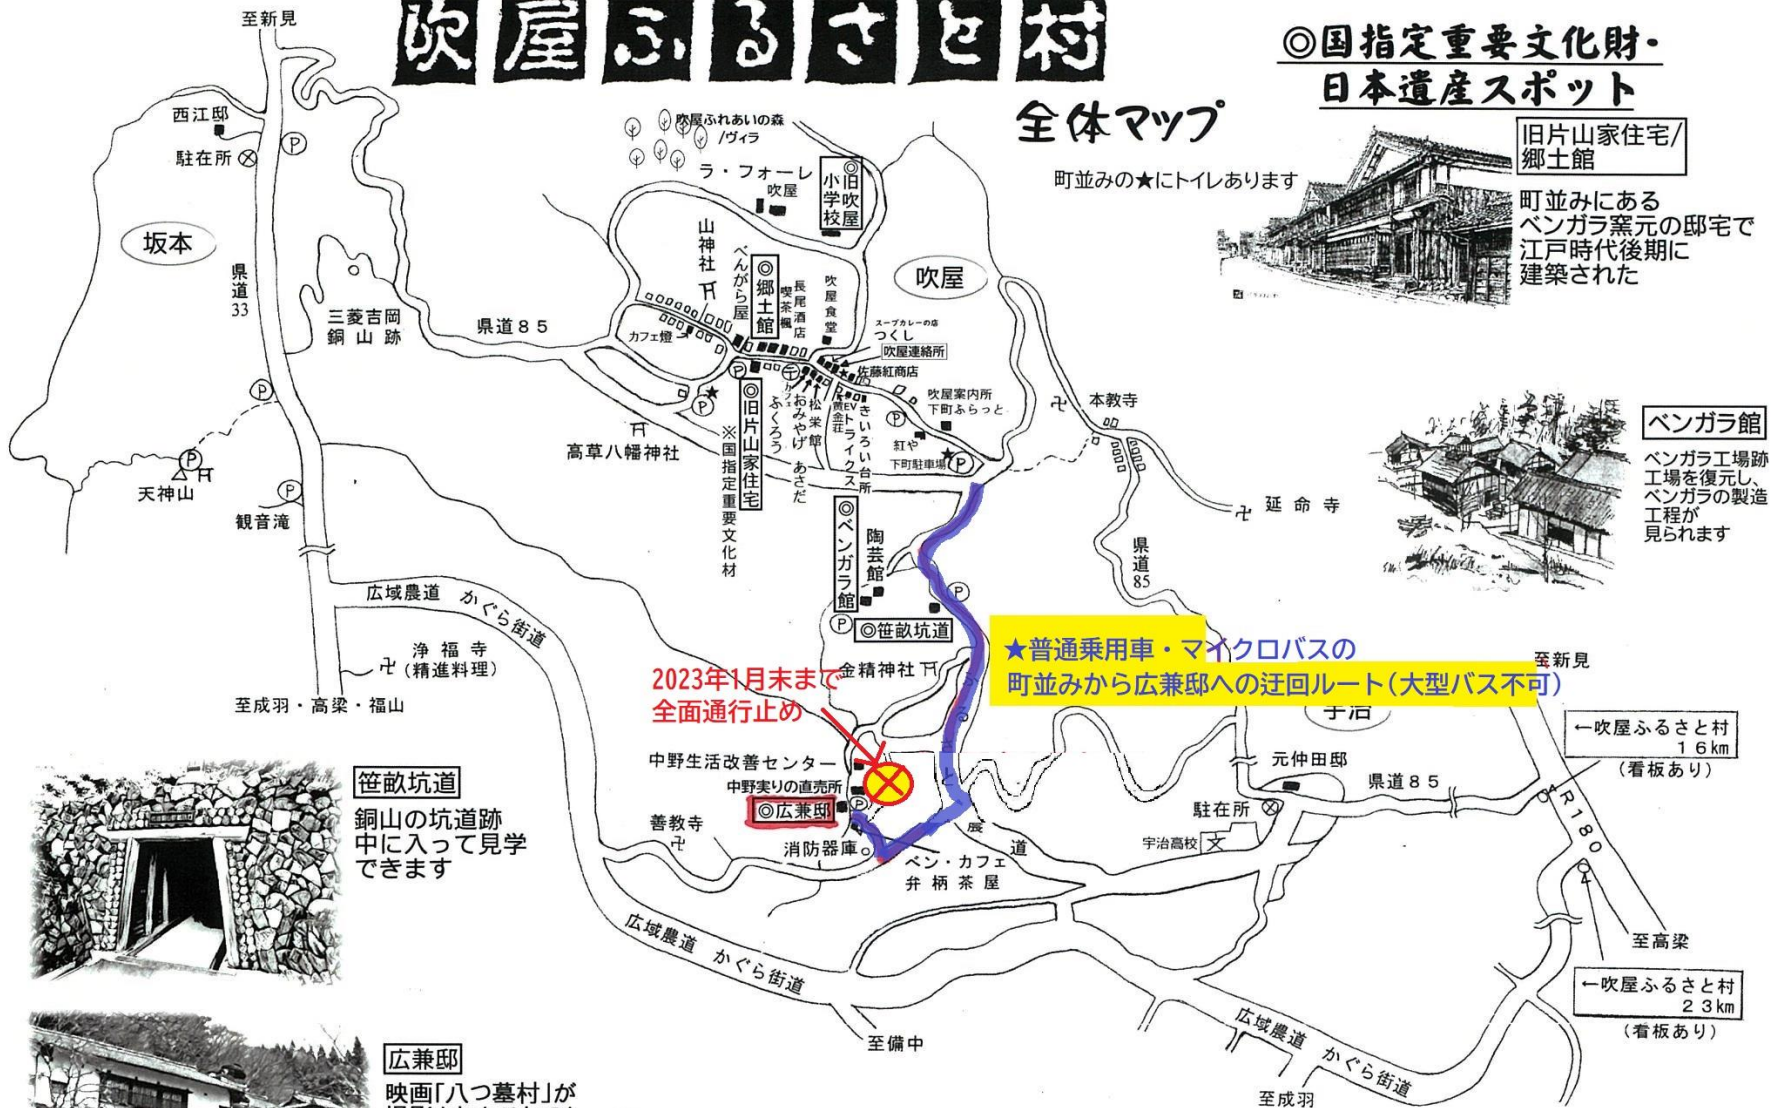 吹屋ふるさと村
全体マップ
町並みの★にトイレあります
◎国指定重要文化財・
日本遺産スポット
旧片山家住宅/
郷土館
町並みにある
ベンガラ窯元の邸宅で
江戸時代後期に
建築された
ベンガラ館
ベンガラ工場跡
工場を復元し、
ベンガラの製造
工程が
見られます
至新見
西江邸
駐在所
P
坂本
県道33
三菱吉岡
銅山跡
県道85
P
P
天神山
P
観音滝
吹屋ふれあいの森
/ヴィラ
ラ・フォーレ
吹屋
◎旧吹屋
小学校
山神社
べんがら屋
◎郷土館
喫茶楓
長尾酒店
吹屋食堂
スープカレーの店
つくし
吹屋連絡所
佐藤紅商店
吹屋
カフェ燈
P
P
★
〒
高草八幡神社
◎旧片山家住宅
※国指定重要文化材
カフェ
ふくろう
おみやげ あさだ
松栄館
黄金荘
EVトライクス
きいろい台所
P
吹屋案内所
下町ふらっと
紅や
★
下町駐車場
P
卍
本教寺
卍 延命寺
県道
85
◎ベンガラ館
陶芸館
P
P
◎笹畝坑道
金精神社
広域農道 かぐら街道
浄福寺
卍(精進料理)
至成羽・高梁・福山
2023年1月末まで
全面通行止め
★普通乗用車・マイクロバスの
町並みから広兼邸への迂回ルート(大型バス不可)
至新見
宇治
←吹屋ふるさと村
16km
(看板あり)
中野生活改善センター
中野実りの直売所
◎広兼邸
P
善教寺
卍
消防器庫
ベン・カフェ
弁柄茶屋
ふるさと農道
元仲田邸
県道85
駐在所
宇治高校
文
R180
至高梁
←吹屋ふるさと村
23km
(看板あり)
広域農道 かぐら街道
至備中
広域農道 かぐら街道
至成羽
笹畝坑道
銅山の坑道跡
中に入って見学
できます
広兼邸
映画「八つ墓村」が